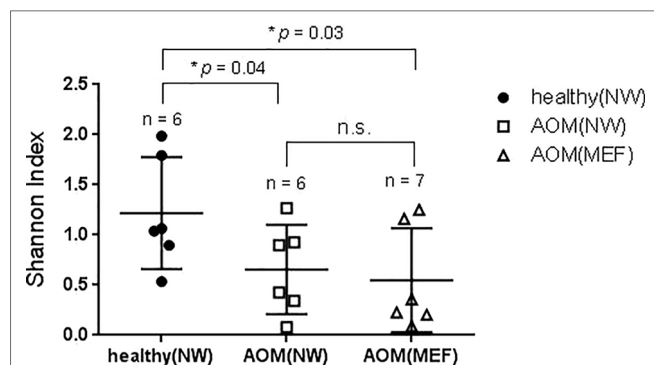 * p = 0.03
* p = 0.04
2.5
2.0
1.5
1.0
0.5
0.0
Shannon Index
n = 6
n.s.
n = 6
n = 7
healthy(NW)
AOM(NW)
AOM(MEF)
healthy(NW)
AOM(NW)
AOM(MEF)